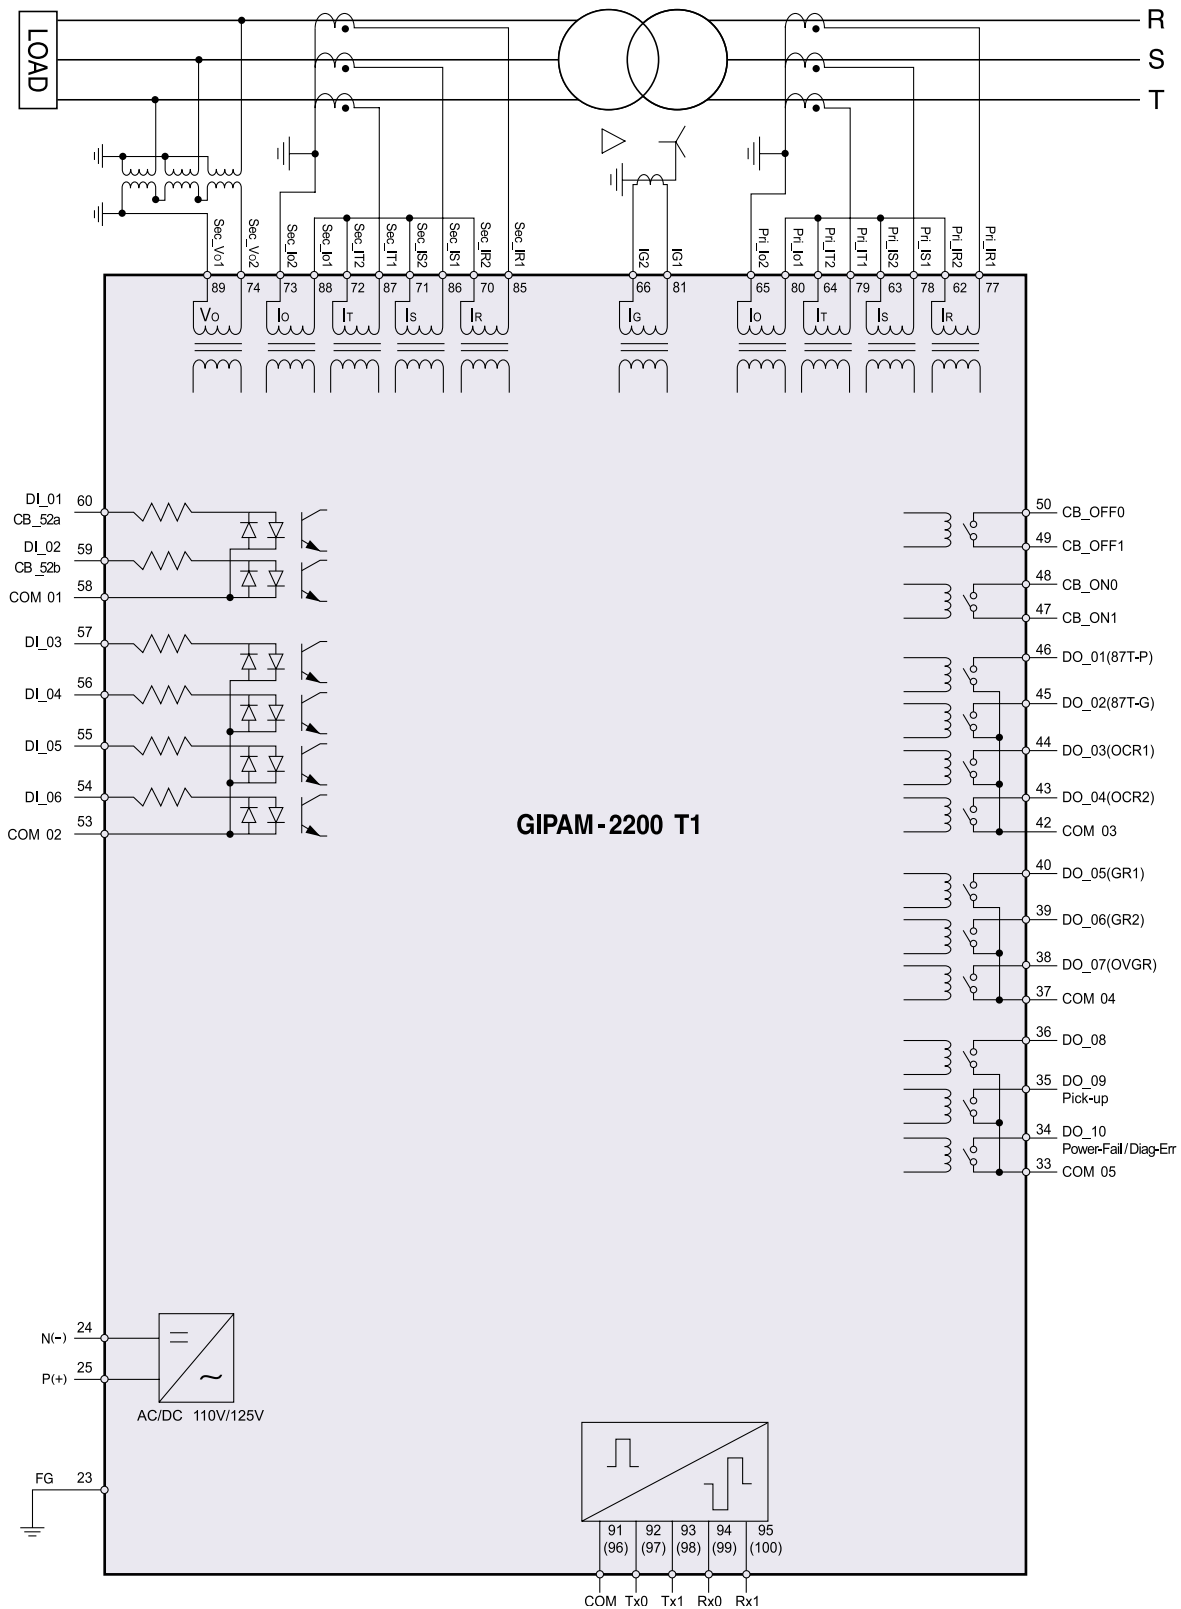 LOAD
R
S
T
Sec_Vo1
Sec_Vo2
Sec_Io2
Sec_Io1
Sec_IT2
Sec_IT1
Sec_IS2
Sec_IS1
Sec_IR2
Sec_IR1
IG2
IG1
Pri_Io2
Pri_Io1
Pri_IT2
Pri_IT1
Pri_IS2
Pri_IS1
Pri_IR2
Pri_IR1
89 74 73 88 72 87 71 86 70 85 66 81 65 80 64 79 63 78 62 77
Vo Io IT IS IR IG Io IT IS IR
DI_01 60
CB_52a
DI_02 59
CB_52b
58
COM 01
DI_03 57
DI_04 56
DI_05 55
DI_06 54
53
COM 02
GIPAM-2200 T1
50 CB_OFF0
49 CB_OFF1
48 CB_ON0
47 CB_ON1
46 DO_01(87T-P)
45 DO_02(87T-G)
44 DO_03(OCR1)
43 DO_04(OCR2)
42 COM 03
40 DO_05(GR1)
39 DO_06(GR2)
38 DO_07(OVGR)
37 COM 04
36 DO_08
35 DO_09
Pick-up
34 DO_10
Power-Fail/Diag-Err
33 COM 05
N(-) 24
P(+) 25
AC/DC 110V/125V
FG 23
91 92 93 94 95
(96) (97) (98) (99) (100)
COM Tx0 Tx1 Rx0 Rx1